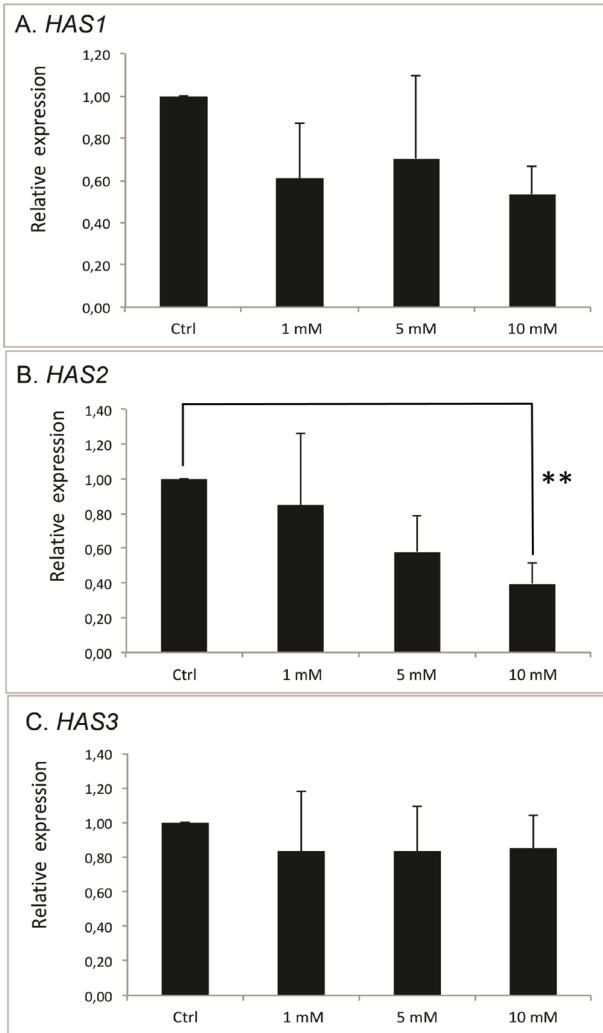 A. HAS1
Relative expression
1,20
1,00
0,80
0,60
0,40
0,20
0,00
Ctrl 1 mM 5 mM 10 mM
B. HAS2
Relative expression
1,40
1,20
1,00
0,80
0,60
0,40
0,20
0,00
**
Ctrl 1 mM 5 mM 10 mM
C. HAS3
Relative expression
1,40
1,20
1,00
0,80
0,60
0,40
0,20
0,00
Ctrl 1 mM 5 mM 10 mM